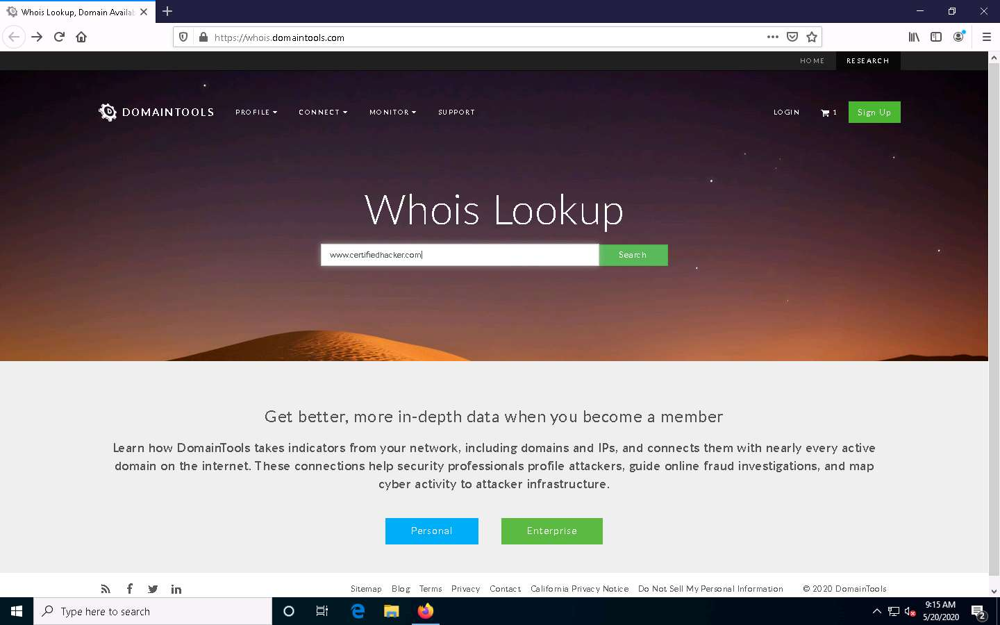 Whois Lookup, Domain Availab
https://whois.domaintools.com
HOME
RESEARCH
DOMAINTOOLS
PROFILE
CONNECT
MONITOR
SUPPORT
LOGIN
1
Sign Up
Whois Lookup
www.certifiedhacker.com
Search
Get better, more in-depth data when you become a member
Learn how DomainTools takes indicators from your network, including domains and IPs, and connects them with nearly every active
domain on the internet. These connections help security professionals profile attackers, guide online fraud investigations, and map
cyber activity to attacker infrastructure.
Personal
Enterprise
Sitemap Blog Terms Privacy Contact California Privacy Notice Do Not Sell My Personal Information © 2020 DomainTools
Type here to search
9:15 AM
5/20/2020
2